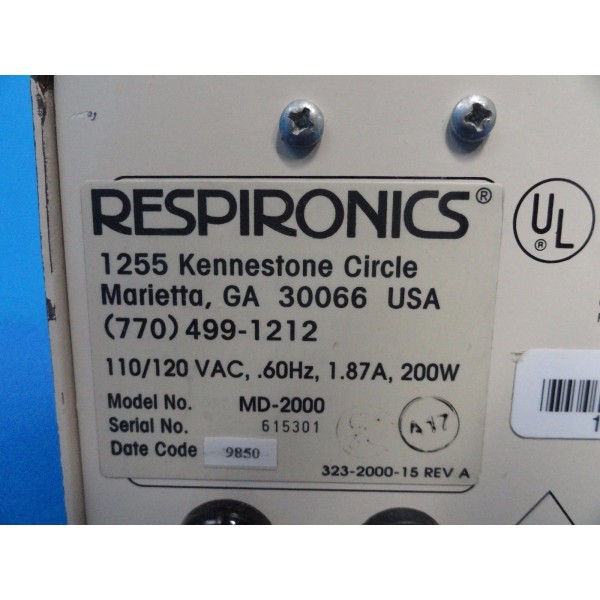 RESPIRONICS®
1255 Kennestone Circle
Marietta, GA 30066 USA
(770) 499-1212
110/120 VAC, .60Hz, 1.87A, 200W
Model No. MD-2000
Serial No. 615301
Date Code 9850
323-2000-15 REV A
UL®